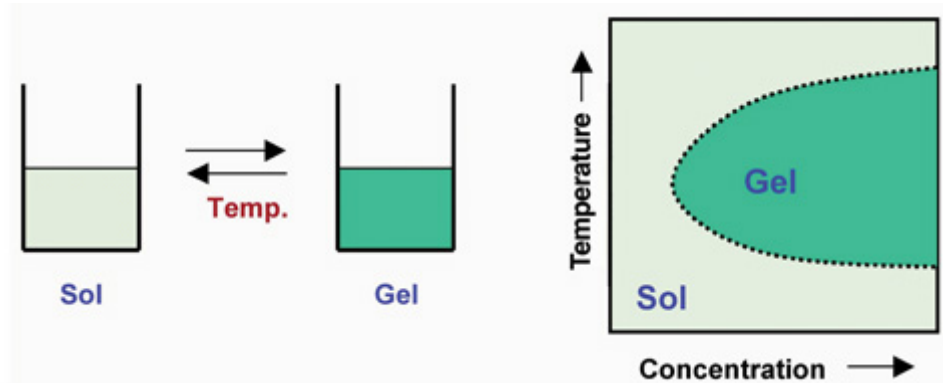 Temp.
Sol
Gel
Temperature
Gel
Sol
Concentration